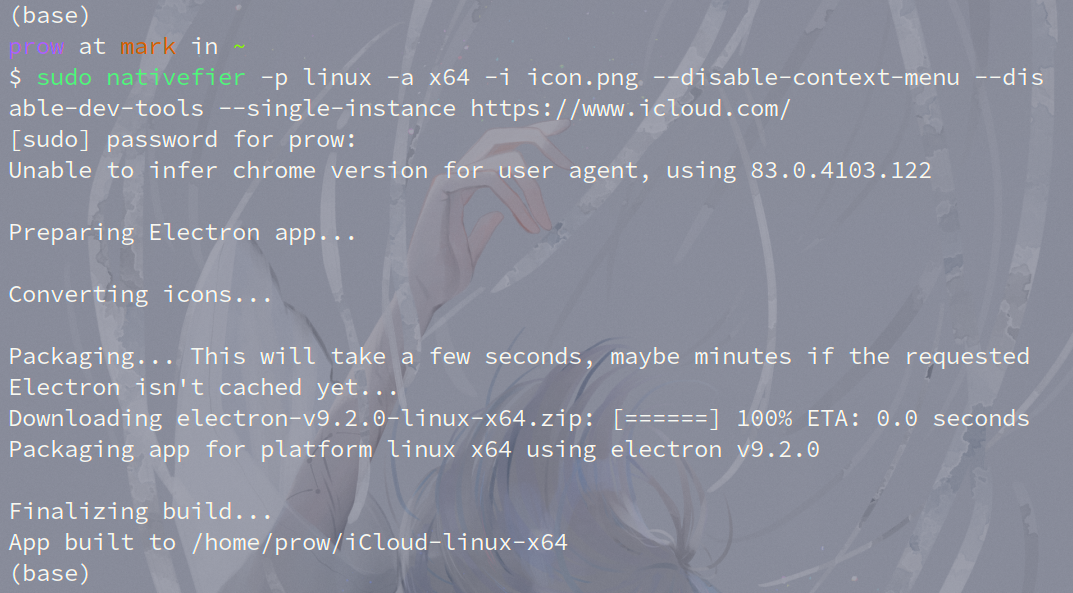 (base)
prow at mark in ~
$ sudo nativefier -p linux -a x64 -i icon.png --disable-context-menu --dis
able-dev-tools --single-instance https://www.icloud.com/
[sudo] password for prow:
Unable to infer chrome version for user agent, using 83.0.4103.122
Preparing Electron app...
Converting icons...
Packaging... This will take a few seconds, maybe minutes if the requested
Electron isn't cached yet...
Downloading electron-v9.2.0-linux-x64.zip: [======] 100% ETA: 0.0 seconds
Packaging app for platform linux x64 using electron v9.2.0
Finalizing build...
App built to /home/prow/iCloud-linux-x64
(base)